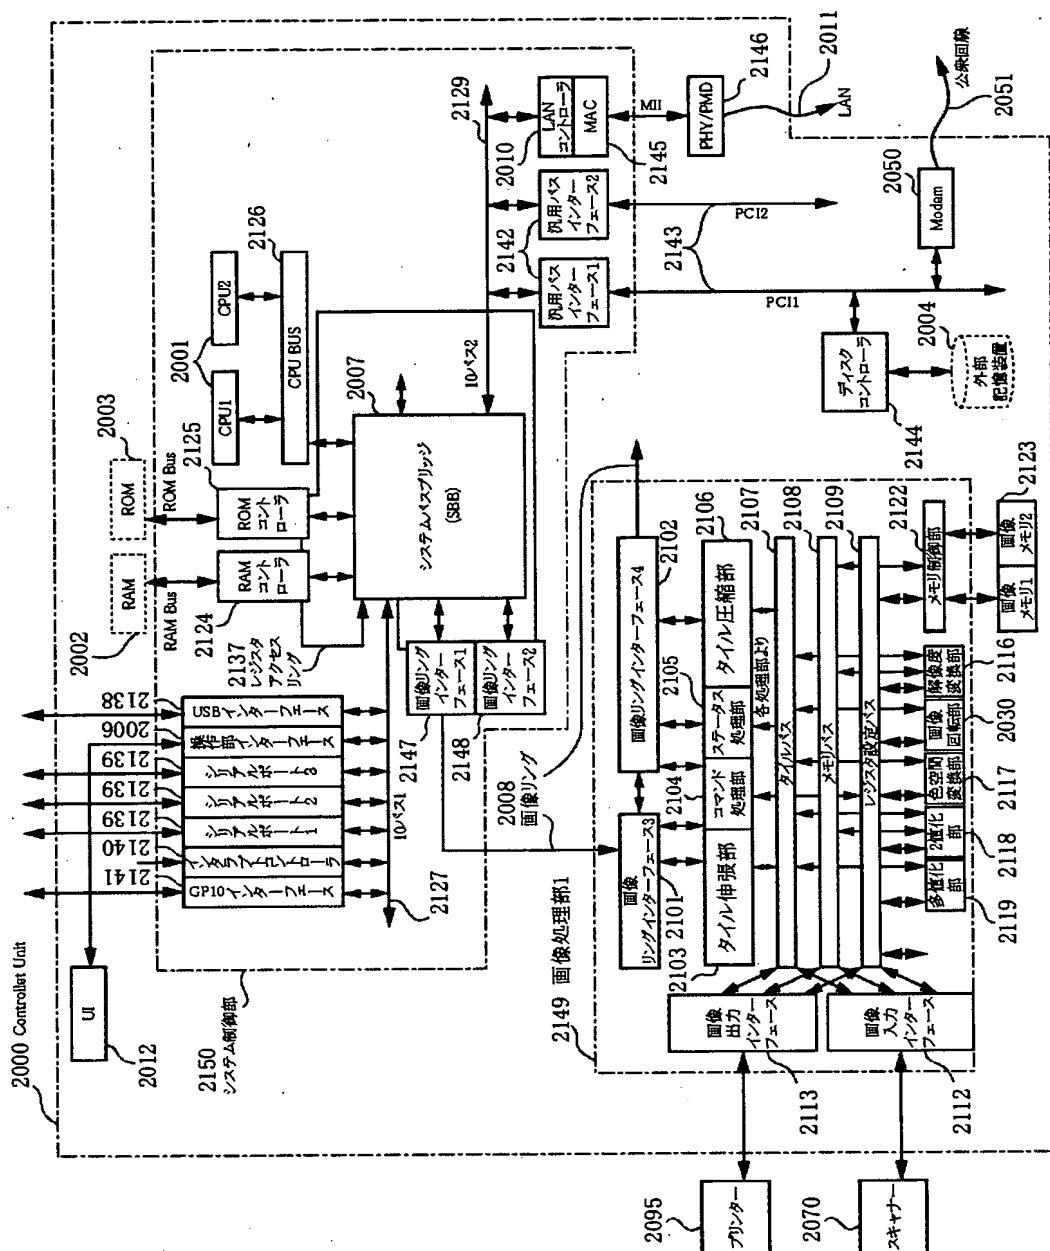 2000 Controller Unit
UI
2012
2150
システム制御部
2141
2140
2139
2139
2139
2006
2138
GP10インターフェース
インタラプトコントローラ
シリアルポート1
シリアルポート2
シリアルポート3
操作部インターフェース
USBインターフェース
10バス1
2127
2002
RAM
RAM Bus
2003
ROM
ROM Bus
2124
RAM
コント
ローラ
2125
ROM
コント
ローラ
2137
レジスタ
アクセス
リング
2001
CPU1
CPU2
CPU BUS
2126
2007
システムバスブリッジ
(SBB)
10バス2
2129
2147
画像リング
インター
フェース1
2148
画像リング
インター
フェース2
2008
画像リング
2142
汎用バス
インター
フェース1
汎用バス
インター
フェース2
2010
LAN
コントローラ
MAC
2145
MII
PHY/PMD
2146
2011
LAN
2143
PCI1
PCI2
2050
Modem
2051
公衆回線
2004
外部
記憶装置
ディスク
コントローラ
2144
2149 画像処理部1
画像
リングインターフェース3
2101
画像リングインターフェース4
2102
2103
タイル伸張部
2104
コマンド
処理部
2105
ステータス
処理部
タイル圧縮部
2106
各処理部より
タイルバス
2107
メモリバス
2108
レジスタ設定バス
2109
メモリ制御部
2122
画像
メモリ1
画像
メモリ2
2123
解像度
変換部
2116
画像
回転部
2030
色空間
変換部
2117
2値化
部
2118
多値化
部
2119
画像
出力
インター
フェース
2113
画像
入力
インター
フェース
2112
2095
プリンター
2070
スキャナー